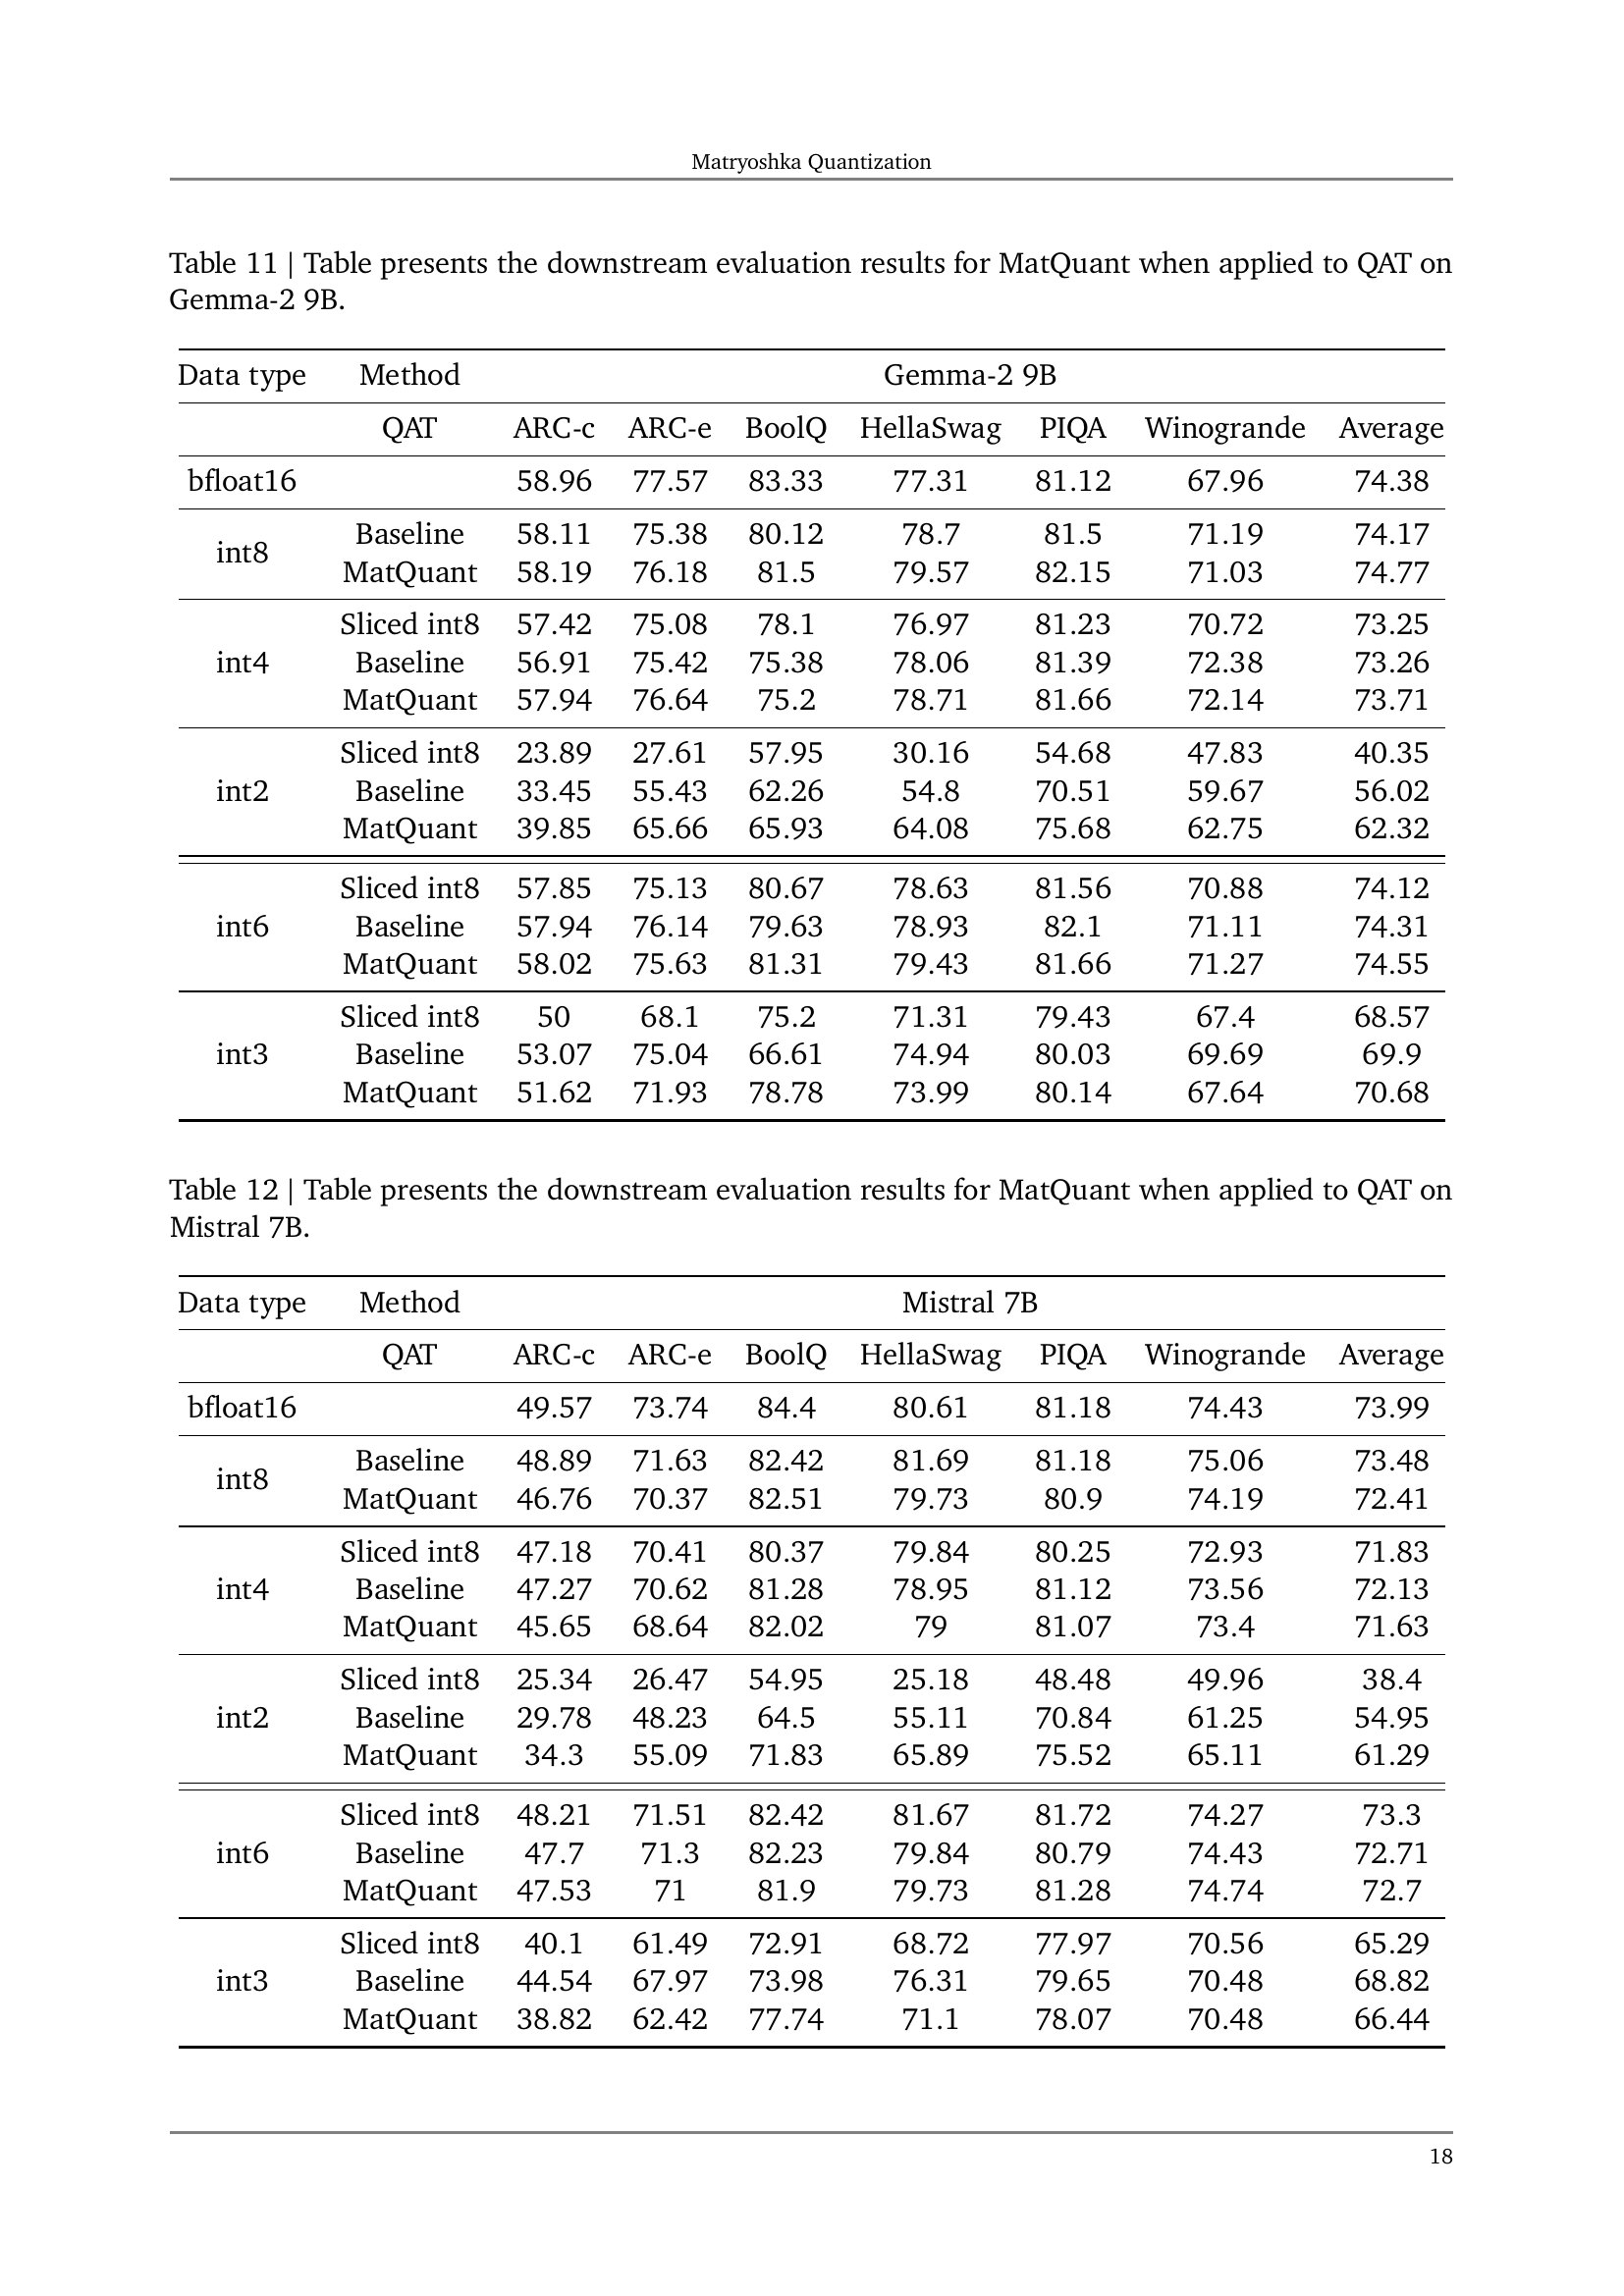 Matryoshka Quantization
Table 11 | Table presents the downstream evaluation results for MatQuant when applied to QAT on
Gemma-2 9B.
Data type Method Gemma-2 9B
QAT ARC-c ARC-e BoolQ HellaSwag PIQA Winogrande Average
bfloat16 58.96 77.57 83.33 77.31 81.12 67.96 74.38
int8
Baseline 58.11 75.38 80.12 78.7 81.5 71.19 74.17
MatQuant 58.19 76.18 81.5 79.57 82.15 71.03 74.77
int4
Sliced int8 57.42 75.08 78.1 76.97 81.23 70.72 73.25
Baseline 56.91 75.42 75.38 78.06 81.39 72.38 73.26
MatQuant 57.94 76.64 75.2 78.71 81.66 72.14 73.71
int2
Sliced int8 23.89 27.61 57.95 30.16 54.68 47.83 40.35
Baseline 33.45 55.43 62.26 54.8 70.51 59.67 56.02
MatQuant 39.85 65.66 65.93 64.08 75.68 62.75 62.32
int6
Sliced int8 57.85 75.13 80.67 78.63 81.56 70.88 74.12
Baseline 57.94 76.14 79.63 78.93 82.1 71.11 74.31
MatQuant 58.02 75.63 81.31 79.43 81.66 71.27 74.55
int3
Sliced int8 50 68.1 75.2 71.31 79.43 67.4 68.57
Baseline 53.07 75.04 66.61 74.94 80.03 69.69 69.9
MatQuant 51.62 71.93 78.78 73.99 80.14 67.64 70.68
Table 12 | Table presents the downstream evaluation results for MatQuant when applied to QAT on
Mistral 7B.
Data type Method Mistral 7B
QAT ARC-c ARC-e BoolQ HellaSwag PIQA Winogrande Average
bfloat16 49.57 73.74 84.4 80.61 81.18 74.43 73.99
int8
Baseline 48.89 71.63 82.42 81.69 81.18 75.06 73.48
MatQuant 46.76 70.37 82.51 79.73 80.9 74.19 72.41
int4
Sliced int8 47.18 70.41 80.37 79.84 80.25 72.93 71.83
Baseline 47.27 70.62 81.28 78.95 81.12 73.56 72.13
MatQuant 45.65 68.64 82.02 79 81.07 73.4 71.63
int2
Sliced int8 25.34 26.47 54.95 25.18 48.48 49.96 38.4
Baseline 29.78 48.23 64.5 55.11 70.84 61.25 54.95
MatQuant 34.3 55.09 71.83 65.89 75.52 65.11 61.29
int6
Sliced int8 48.21 71.51 82.42 81.67 81.72 74.27 73.3
Baseline 47.7 71.3 82.23 79.84 80.79 74.43 72.71
MatQuant 47.53 71 81.9 79.73 81.28 74.74 72.7
int3
Sliced int8 40.1 61.49 72.91 68.72 77.97 70.56 65.29
Baseline 44.54 67.97 73.98 76.31 79.65 70.48 68.82
MatQuant 38.82 62.42 77.74 71.1 78.07 70.48 66.44
18